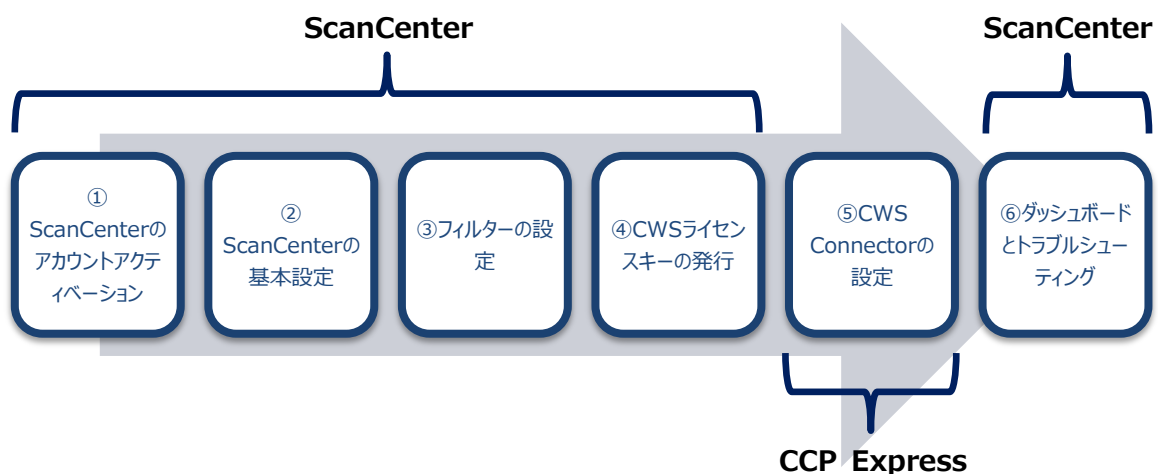 ScanCenter
ScanCenter
①
ScanCenterの
アカウントアクテ
ィベーション
②
ScanCenterの
基本設定
③フィルターの設
定
④CWSライセン
スキーの発行
⑤CWS
Connectorの
設定
⑥ダッシュボード
とトラブルシュー
ティング
CCP Express